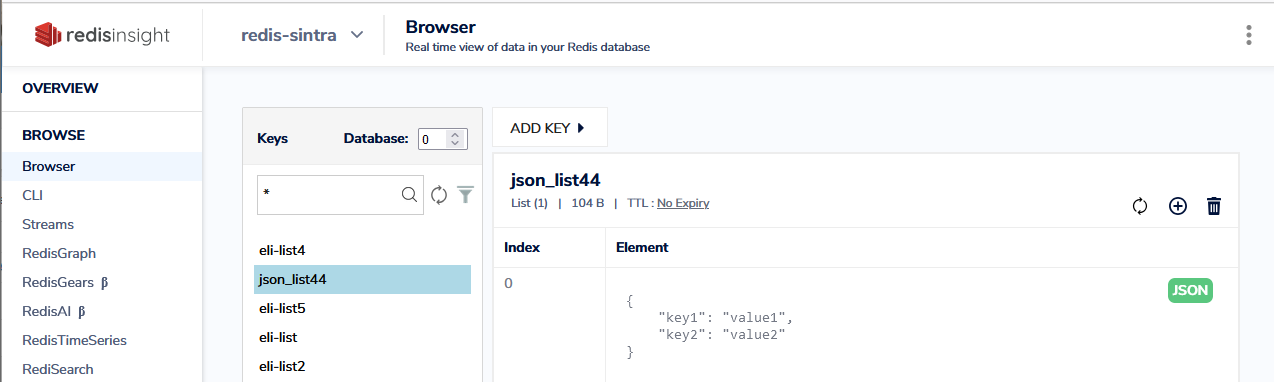 redisinsight
redis-sintra
Browser
Real time view of data in your Redis database
OVERVIEW
BROWSE
Browser
CLI
Streams
RedisGraph
RedisGears β
RedisAI β
RedisTimeSeries
RediSearch
Keys Database: 0
*
eli-list4
json_list44
eli-list5
eli-list
eli-list2
ADD KEY
json_list44
List (1) | 104 B | TTL : No Expiry
Index Element
0
JSON
{
"key1": "value1",
"key2": "value2"
}